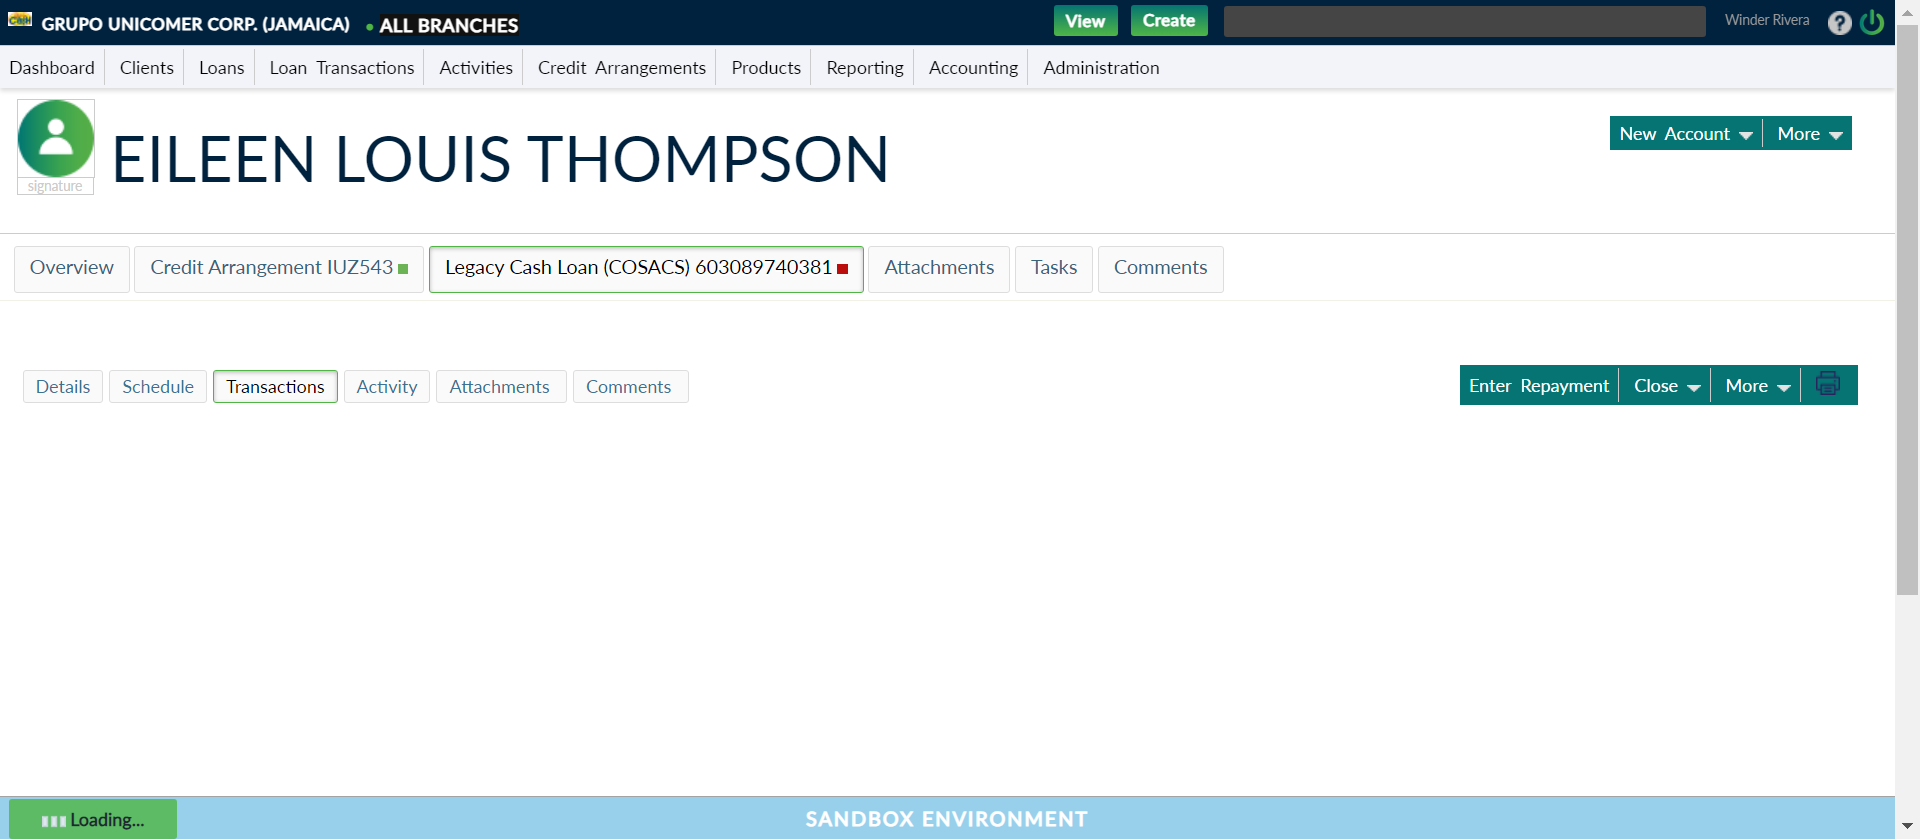 Cash GRUPO UNICOMER CORP. (JAMAICA) • ALL BRANCHES View Create Winder Rivera ?
Dashboard Clients Loans Loan Transactions Activities Credit Arrangements Products Reporting Accounting Administration
EILEEN LOUIS THOMPSON New Account More
signature
Overview Credit Arrangement IUZ543 Legacy Cash Loan (COSACS) 603089740381 Attachments Tasks Comments
Details Schedule Transactions Activity Attachments Comments Enter Repayment Close More
Loading... SANDBOX ENVIRONMENT